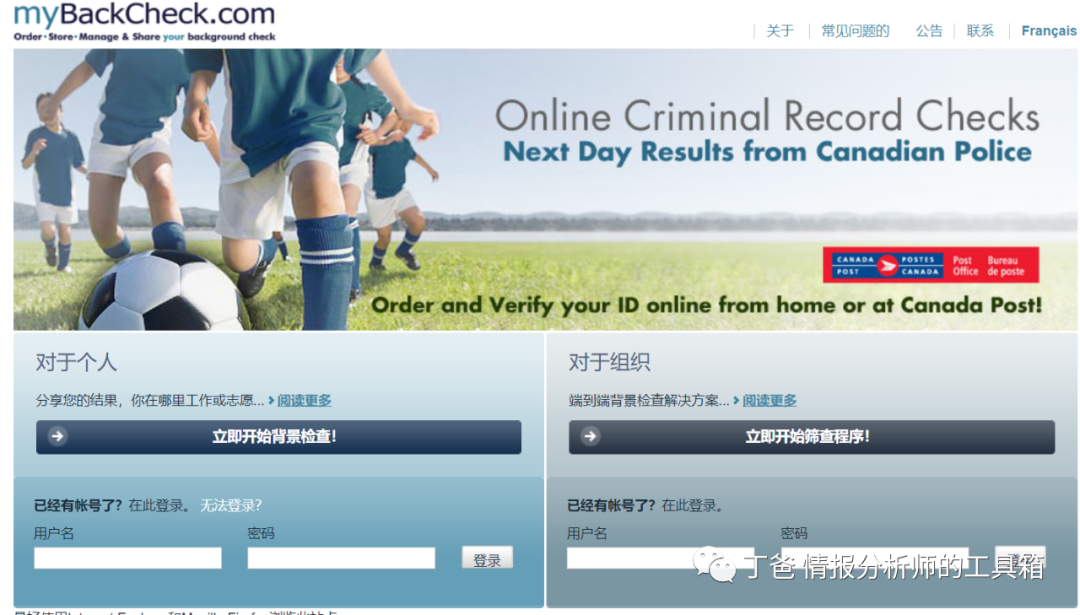 myBackCheck.com
Order·Store·Manage & Share your background check
关于 常见问题的 公告 联系 Français
Online Criminal Record Checks
Next Day Results from Canadian Police
CANADA POST POSTES CANADA Post Office Bureau de poste
Order and Verify your ID online from home or at Canada Post!
对于个人
分享您的结果，你在哪里工作或志愿... 阅读更多
立即开始背景检查!
已经有帐号了? 在此登录。 无法登录?
用户名 密码
登录
对于组织
端到端背景检查解决方案... 阅读更多
立即开始筛查程序!
已经有帐号了? 在此登录。
用户名 密码
丁爸 情报分析师的工具箱